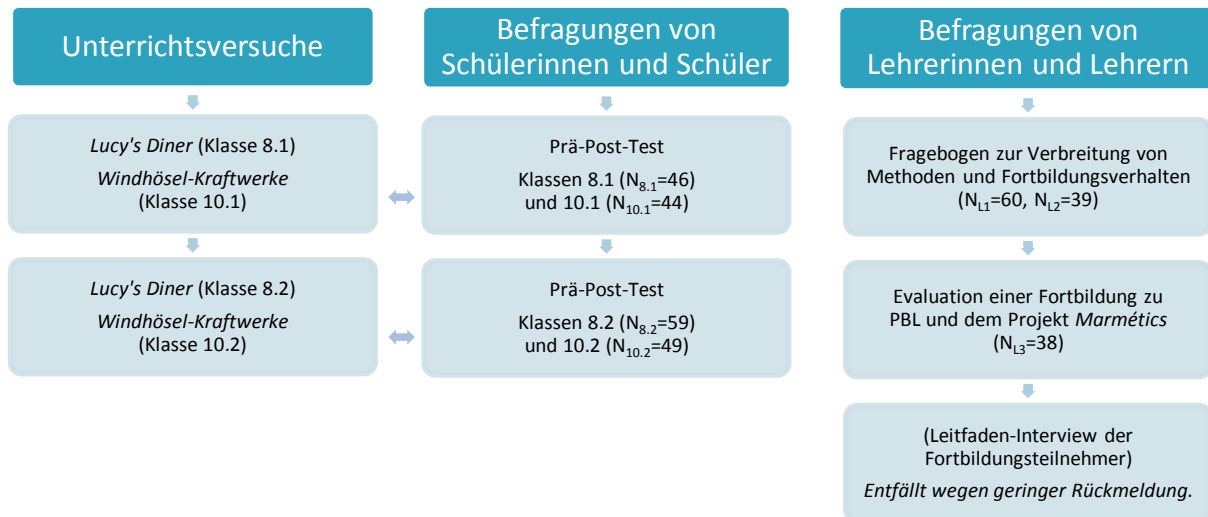 Unterrichtsversuche
Lucy's Diner (Klasse 8.1)
Windhösel-Kraftwerke
(Klasse 10.1)
Lucy's Diner (Klasse 8.2)
Windhösel-Kraftwerke
(Klasse 10.2)
Befragungen von
Schülerinnen und Schüler
Prä-Post-Test
Klassen 8.1 (N8.1=46)
und 10.1 (N10.1=44)
Prä-Post-Test
Klassen 8.2 (N8.2=59)
und 10.2 (N10.2=49)
Befragungen von
Lehrerinnen und Lehrern
Fragebogen zur Verbreitung von
Methoden und Fortbildungsverhalten
(NL1=60, NL2=39)
Evaluation einer Fortbildung zu
PBL und dem Projekt Marmétics
(NL3=38)
(Leitfaden-Interview der
Fortbildungsteilnehmer)
Entfällt wegen geringer Rückmeldung.